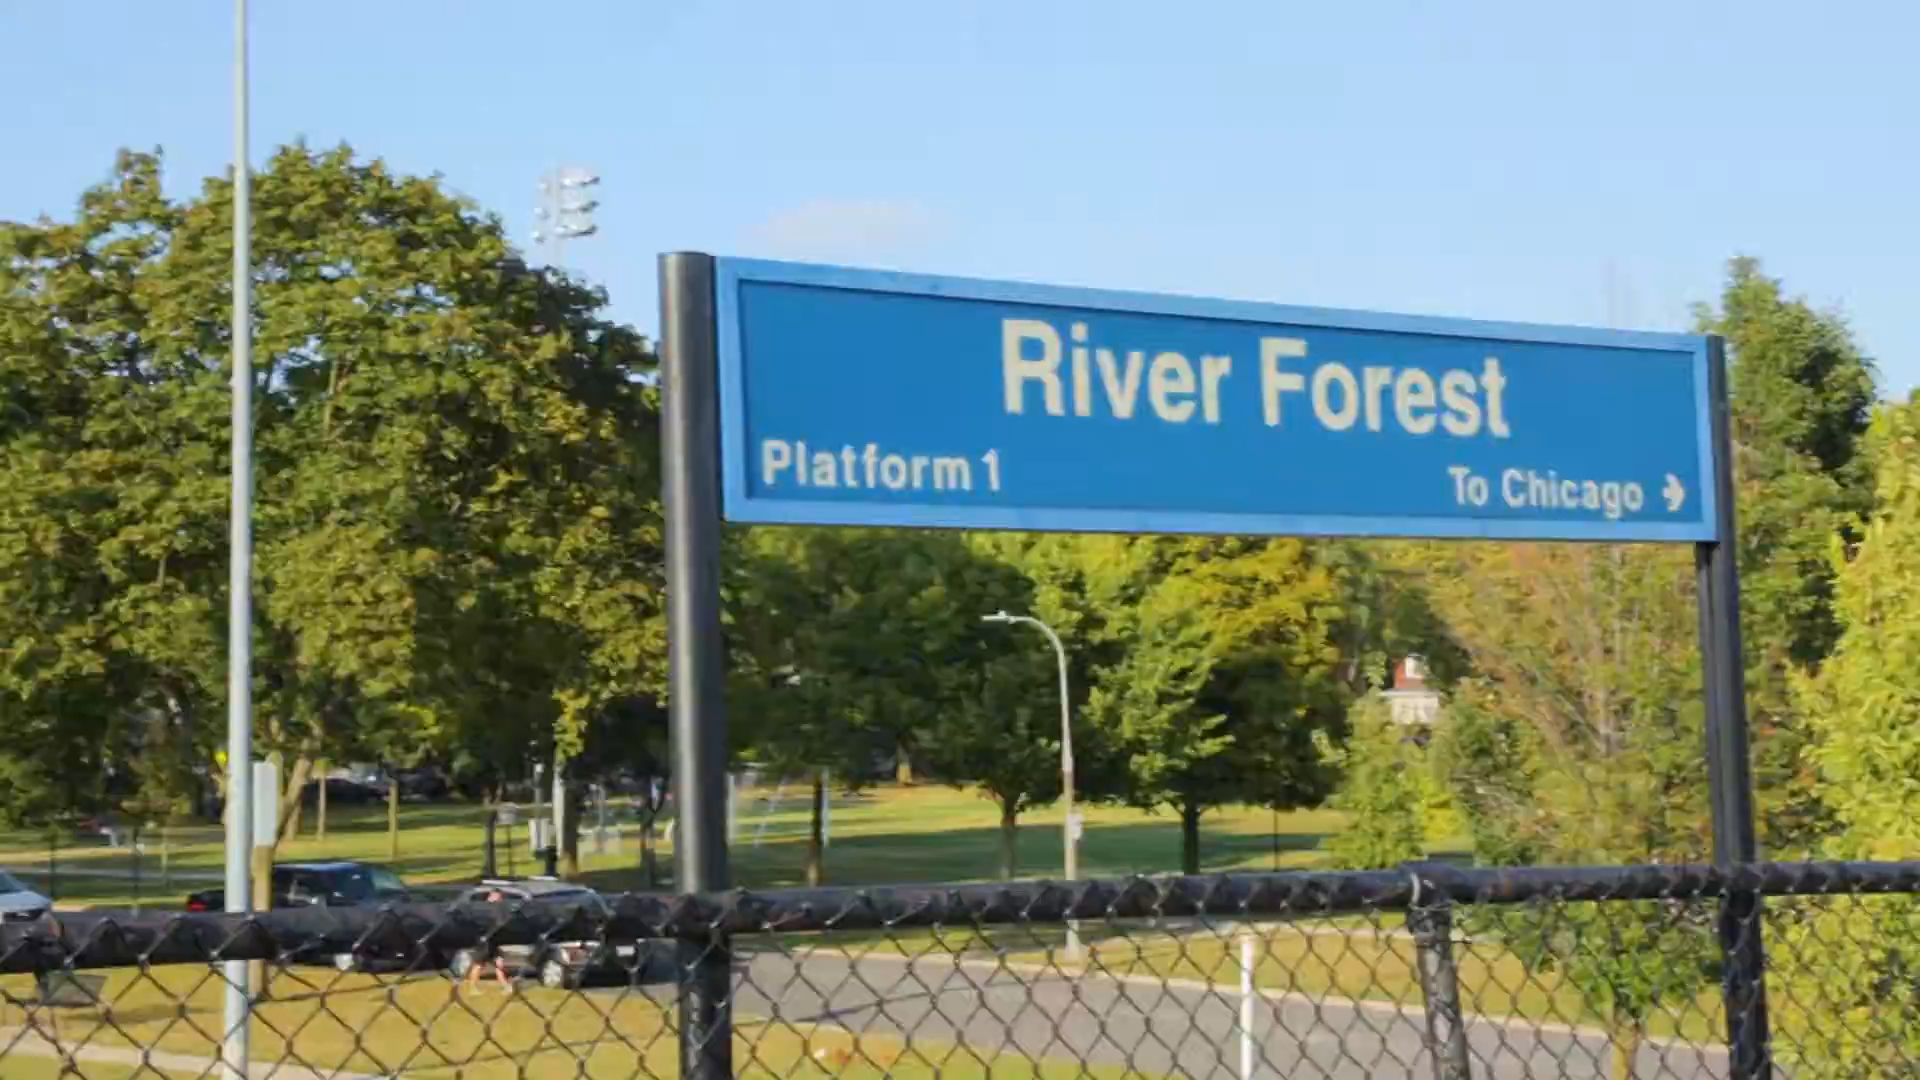 River Forest
Platform 1
To Chicago →